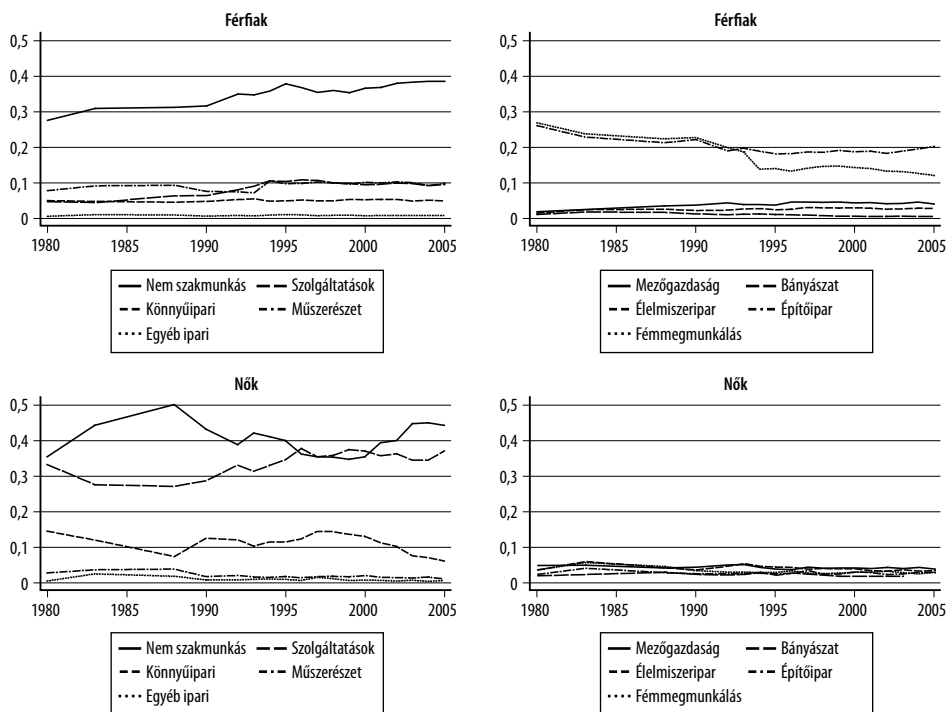 Férfiak
0,5
0,4
0,3
0,2
0,1
0
1980 1985 1990 1995 2000 2005
Nem szakmunkás Szolgáltatások
Könnyűipari Műszerészet
Egyéb ipari
Férfiak
0,5
0,4
0,3
0,2
0,1
0
1980 1985 1990 1995 2000 2005
Mezőgazdaság Bányászat
Élelmiszeripar Építőipar
Fémmegmunkálás
Nők
0,5
0,4
0,3
0,2
0,1
0
1980 1985 1990 1995 2000 2005
Nem szakmunkás Szolgáltatások
Könnyűipari Műszerészet
Egyéb ipari
Nők
0,5
0,4
0,3
0,2
0,1
0
1980 1985 1990 1995 2000 2005
Mezőgazdaság Bányászat
Élelmiszeripar Építőipar
Fémmegmunkálás